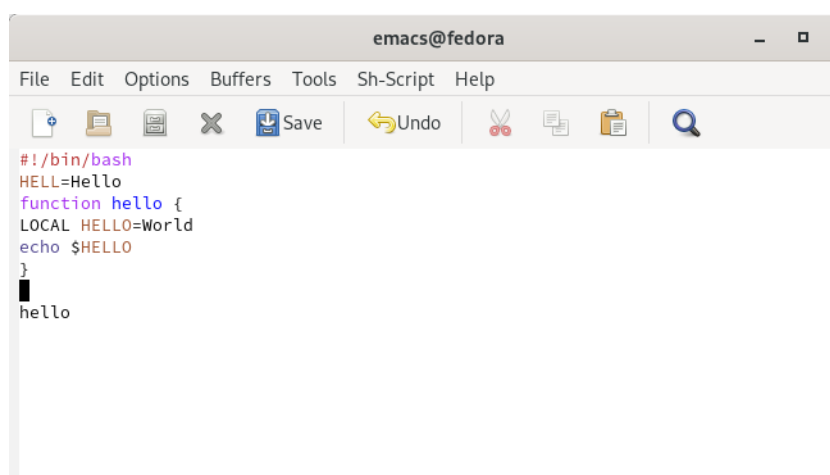 emacs@fedora
File Edit Options Buffers Tools Sh-Script Help
Save Undo
#!/bin/bash
HELL=Hello
function hello {
LOCAL HELLO=World
echo $HELLO
}
hello